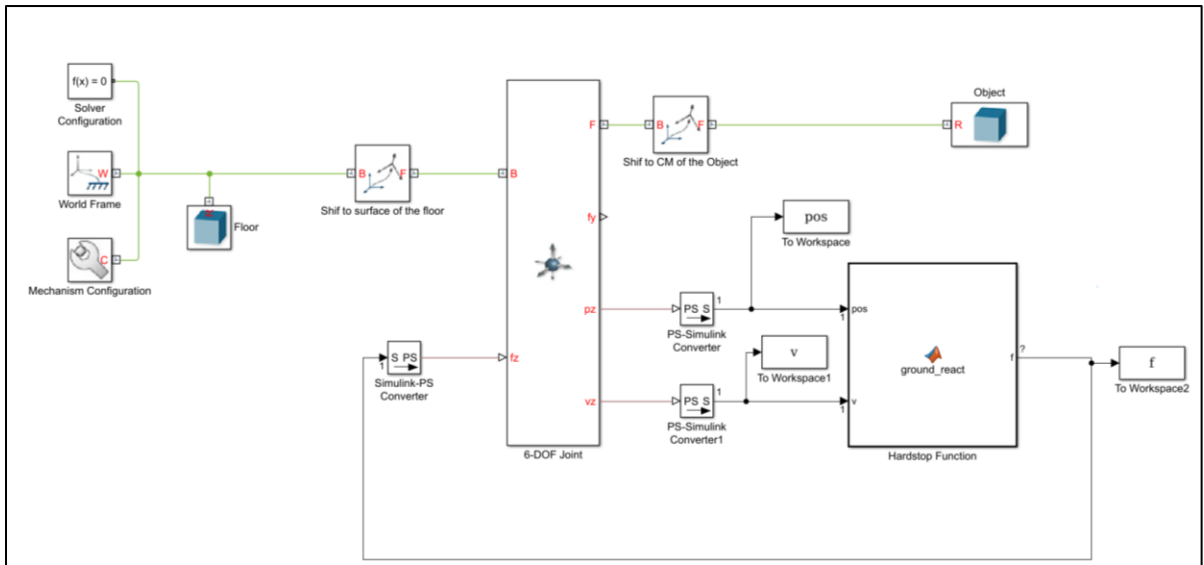 f(x) = 0
Solver
Configuration
W
World Frame
C
Mechanism Configuration
R
Floor
B
F
Shif to surface of the floor
S PS
1
Simulink-PS
Converter
B
fz
F
fy
pz
vz
6-DOF Joint
B
F
Shif to CM of the Object
Object
R
pos
To Workspace
PS S
1
PS-Simulink
Converter
v
To Workspace1
PS S
1
PS-Simulink
Converter1
pos
1
v
1
ground_react
f
?
Hardstop Function
f
To Workspace2